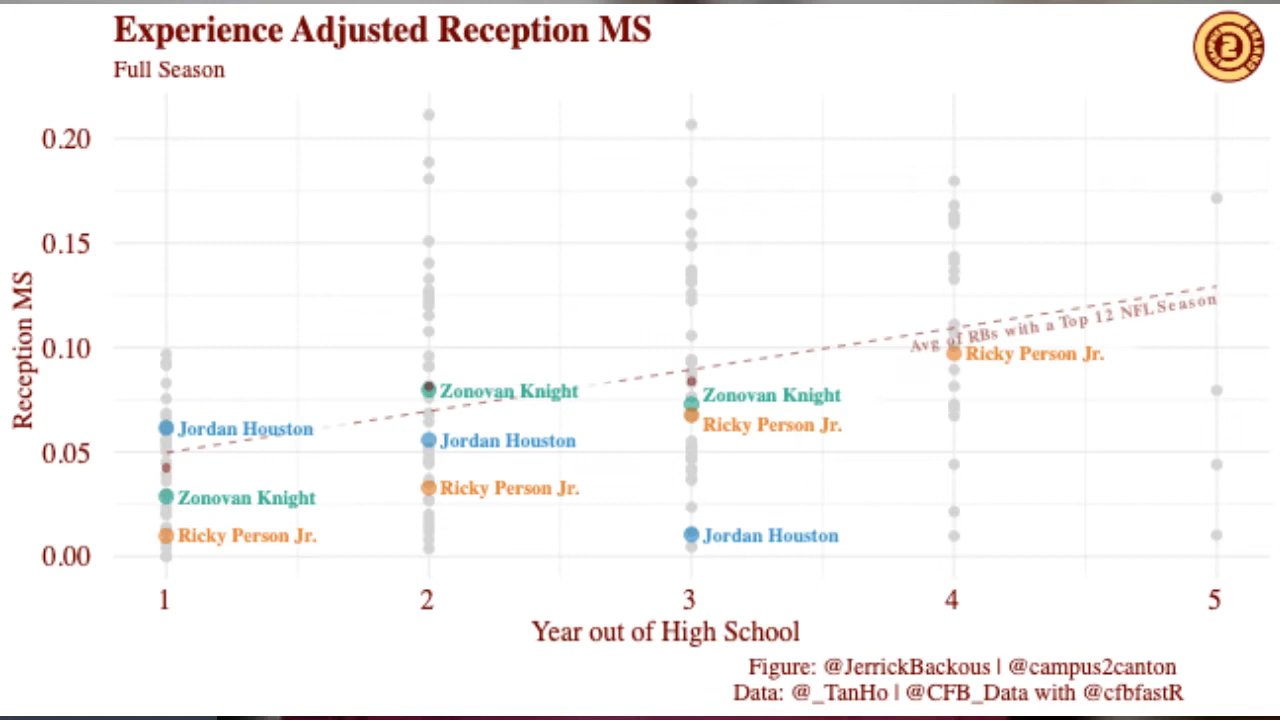 Experience Adjusted Reception MS
Full Season
2
0.20
0.15
0.10
0.05
0.00
Reception MS
Jordan Houston
Zonovan Knight
Ricky Person Jr.
Zonovan Knight
Jordan Houston
Ricky Person Jr.
Zonovan Knight
Ricky Person Jr.
Jordan Houston
Ricky Person Jr.
Avg of RBs with a Top 12 NFL Season
1 2 3 4 5
Year out of High School
Figure: @JerrickBackous | @campus2canton
Data: @_TanHo | @CFB_Data with @cfbfastR